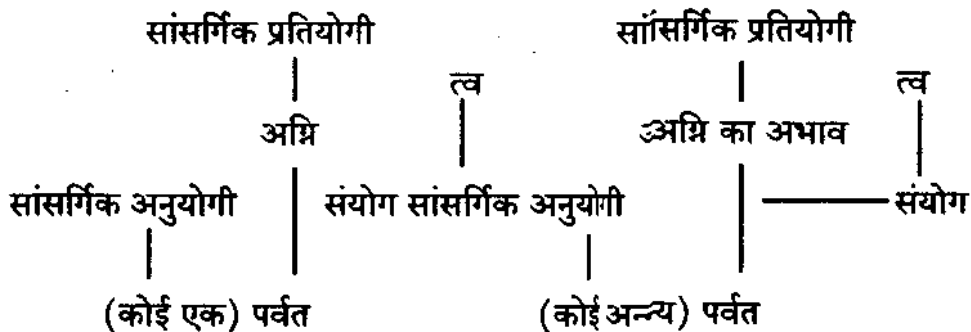 सांसर्गिक प्रतियोगी सांसर्गिक प्रतियोगी
त्व त्व
अग्नि अग्नि का अभाव
सांसर्गिक अनुयोगी संयोग सांसर्गिक अनुयोगी संयोग
(कोई एक) पर्वत (कोई अन्न्य) पर्वत